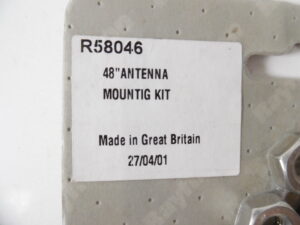 R58046
48"ANTENNA
MOUNTIG KIT
Made in Great Britain
27/04/01